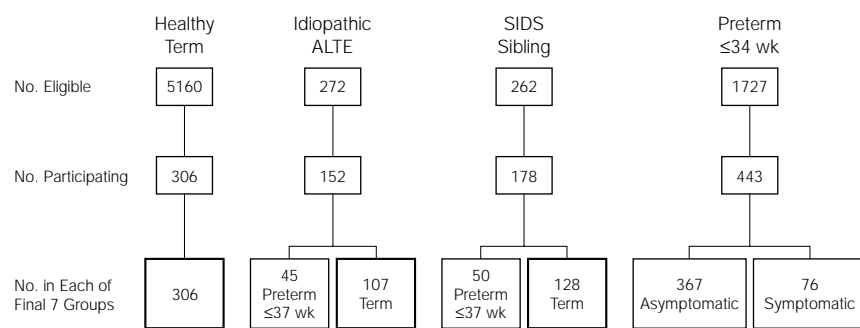 Healthy Term
Idiopathic ALTE
SIDS Sibling
Preterm ≤34 wk
No. Eligible 5160 272 262 1727
No. Participating 306 152 178 443
No. in Each of Final 7 Groups
306
45 Preterm ≤37 wk
107 Term
50 Preterm ≤37 wk
128 Term
367 Asymptomatic
76 Symptomatic